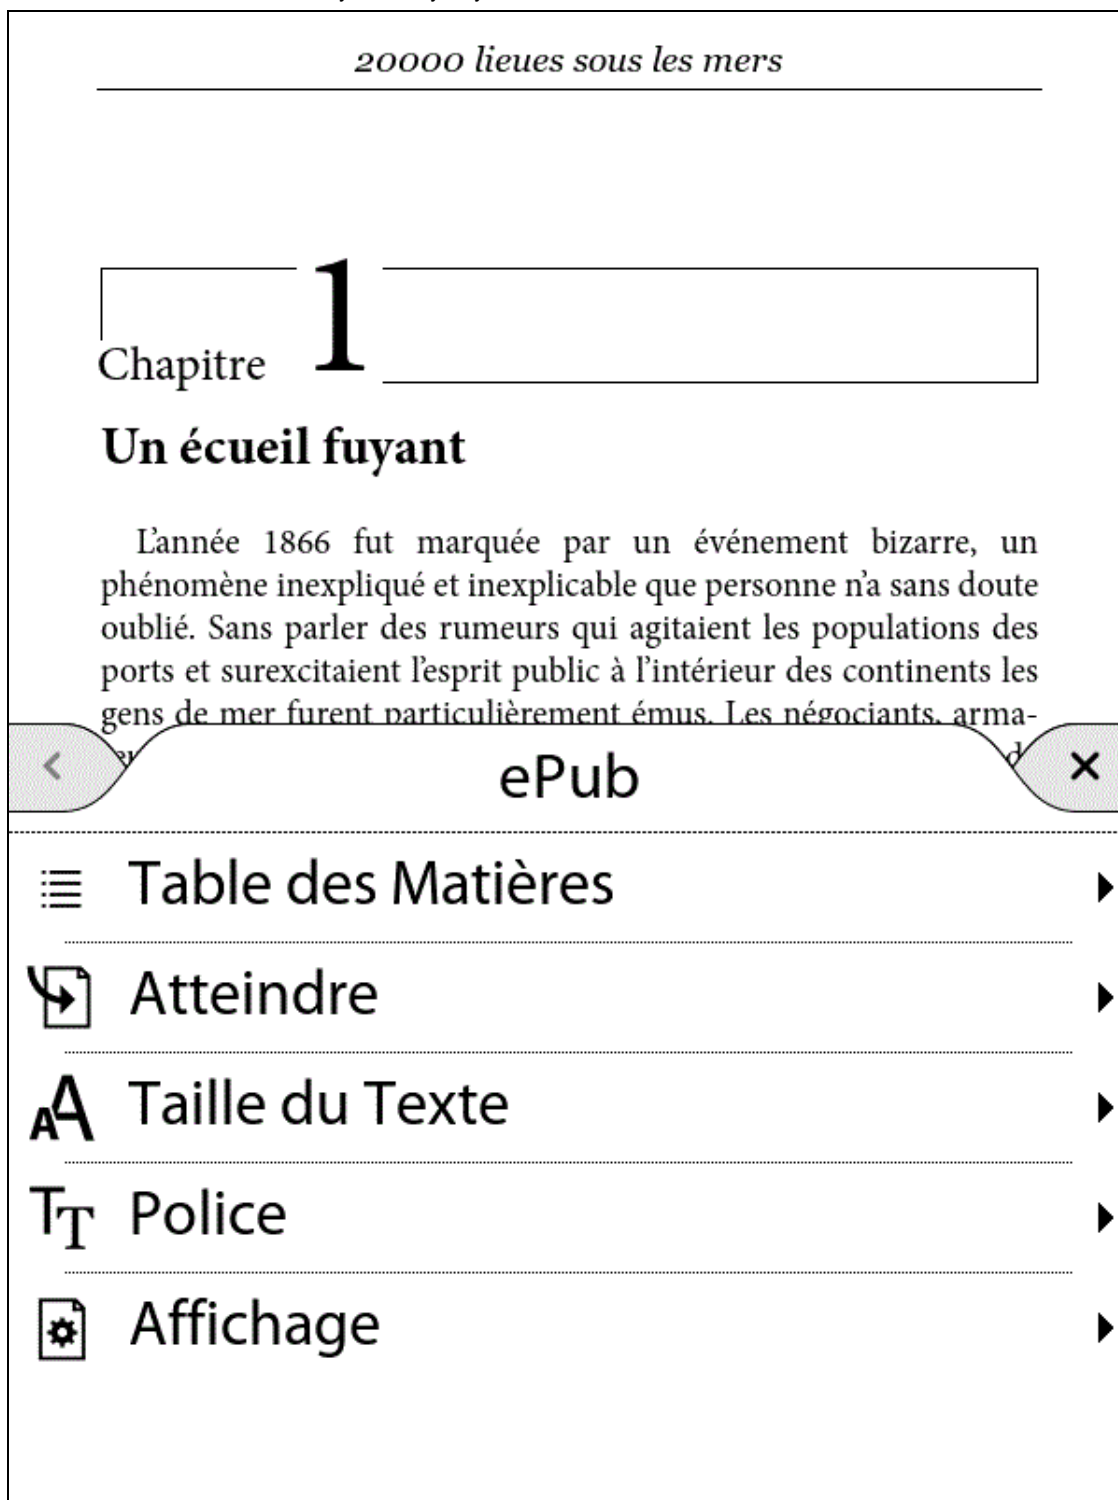 20000 lieues sous les mers
Chapitre 1
Un écueil fuyant
L'année 1866 fut marquée par un événement bizarre, un
phénomène inexpliqué et inexplicable que personne n'a sans doute
oublié. Sans parler des rumeurs qui agitaient les populations des
ports et surexcitaient l'esprit public à l'intérieur des continents les
gens de mer furent particulièrement émus. Les négociants, arma-
ePub
Table des Matières
Atteindre
Taille du Texte
Police
Affichage